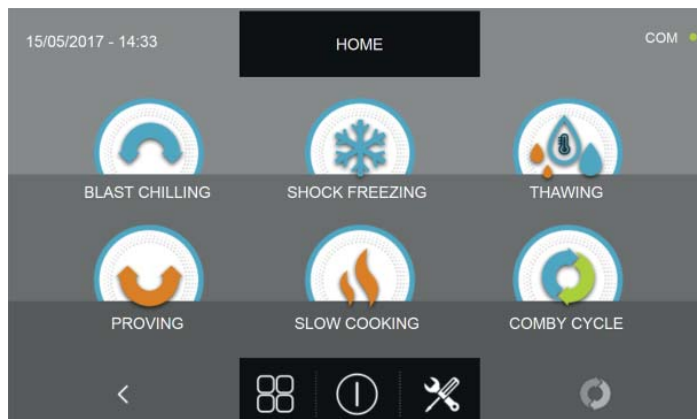 15/05/2017 - 14:33
HOME
COM
BLAST CHILLING
SHOCK FREEZING
THAWING
PROVING
SLOW COOKING
COMBY CYCLE